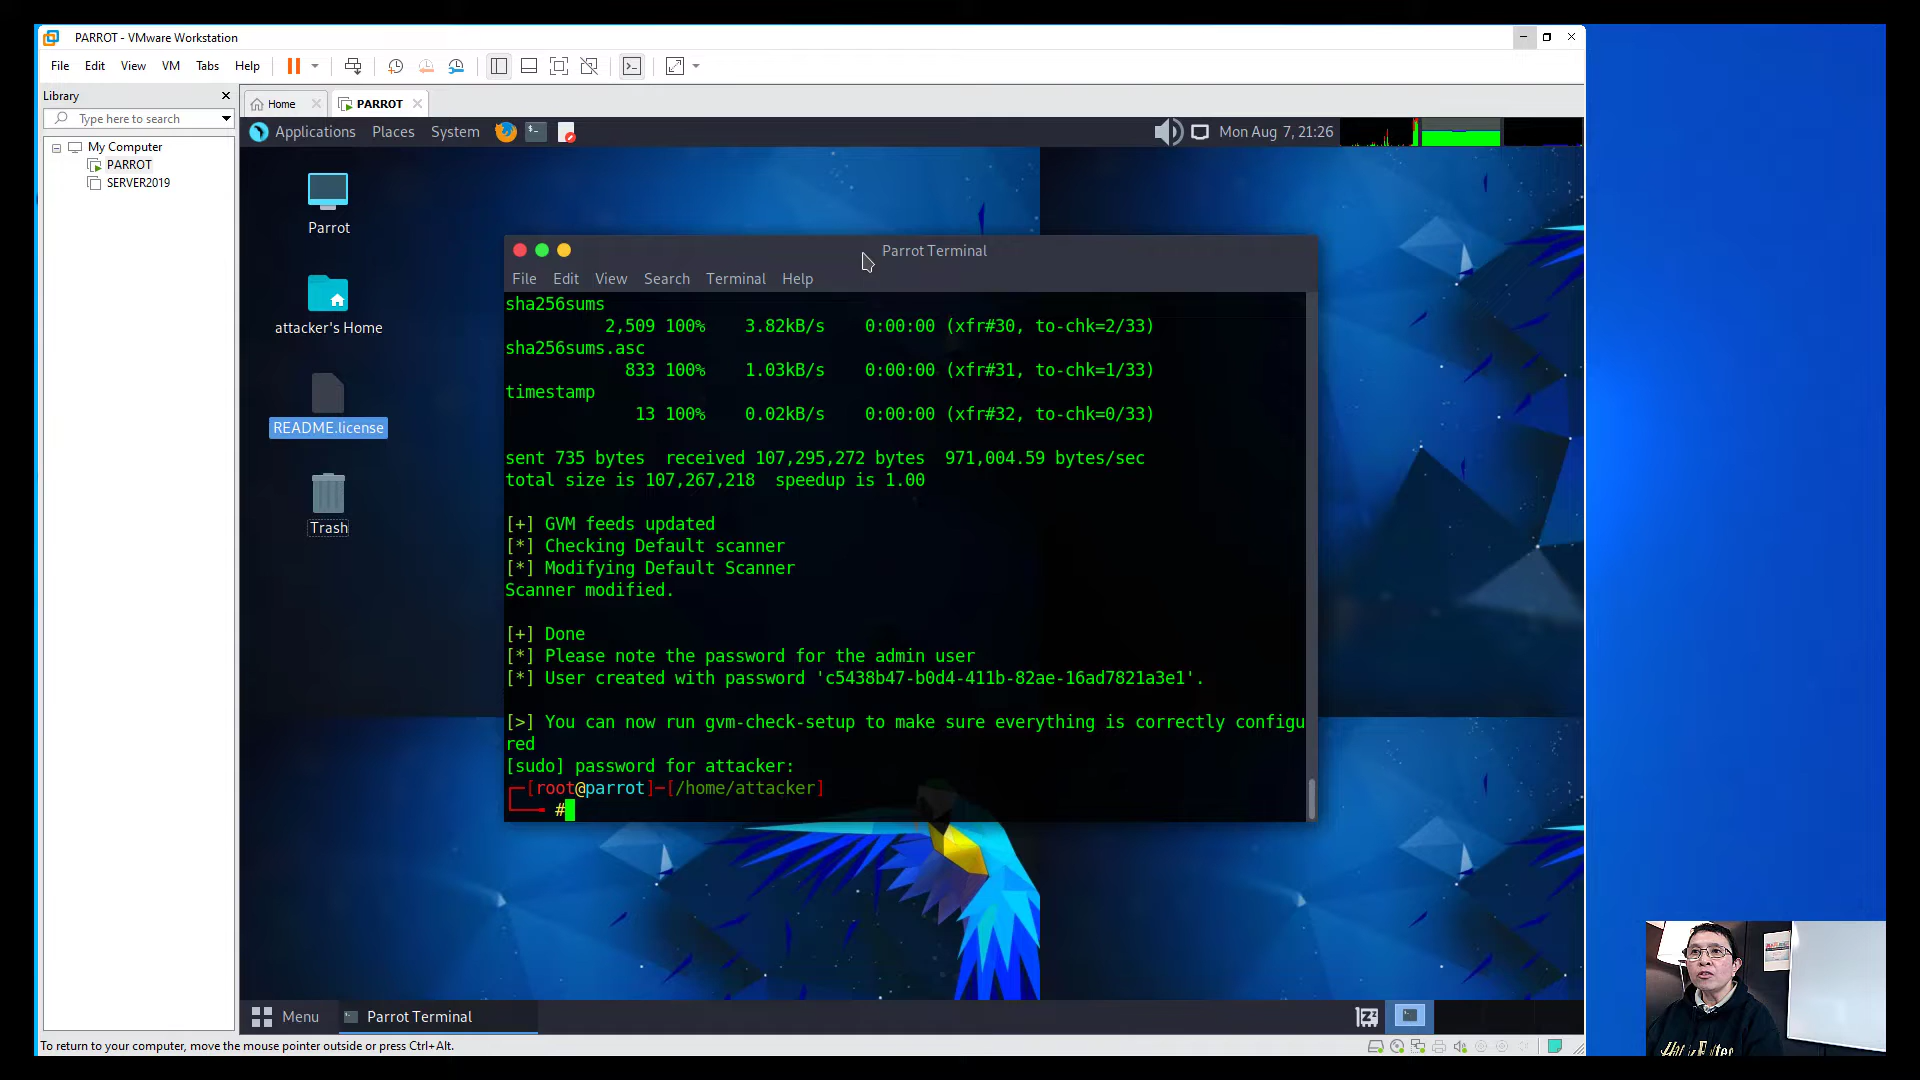 PARROT - VMware Workstation
File Edit View VM Tabs Help
Library
Type here to search
Home
PARROT
My Computer
PARROT
SERVER2019
Applications Places System
Mon Aug 7, 21:26
Parrot
attacker's Home
README.license
Trash
Parrot Terminal
File Edit View Search Terminal Help
sha256sums
2,509 100% 3.82kB/s 0:00:00 (xfr#30, to-chk=2/33)
sha256sums.asc
833 100% 1.03kB/s 0:00:00 (xfr#31, to-chk=1/33)
timestamp
13 100% 0.02kB/s 0:00:00 (xfr#32, to-chk=0/33)
sent 735 bytes received 107,295,272 bytes 971,004.59 bytes/sec
total size is 107,267,218 speedup is 1.00
[+] GVM feeds updated
[*] Checking Default scanner
[*] Modifying Default Scanner
Scanner modified.
[+] Done
[*] Please note the password for the admin user
[*] User created with password 'c5438b47-b0d4-411b-82ae-16ad7821a3e1'.
[>] You can now run gvm-check-setup to make sure everything is correctly configu
red
[sudo] password for attacker:
[root@parrot]─[/home/attacker]
#
Menu
Parrot Terminal
To return to your computer, move the mouse pointer outside or press Ctrl+Alt.